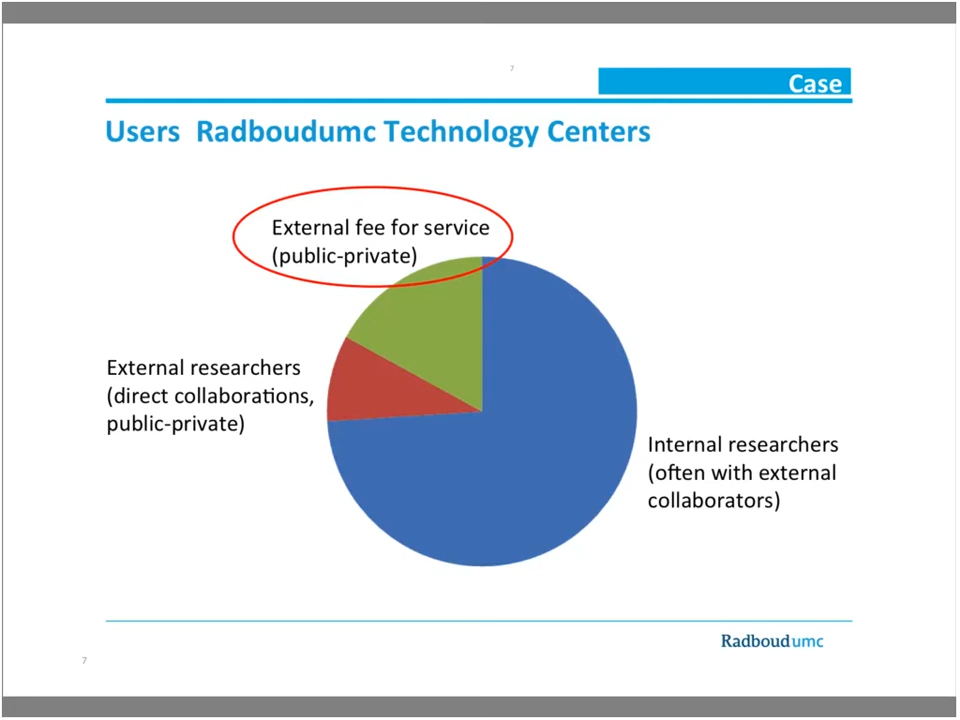 7
Case
Users Radboudumc Technology Centers
External fee for service
(public-private)
External researchers
(direct collaborations,
public-private)
Internal researchers
(often with external
collaborators)
Radboudumc
7